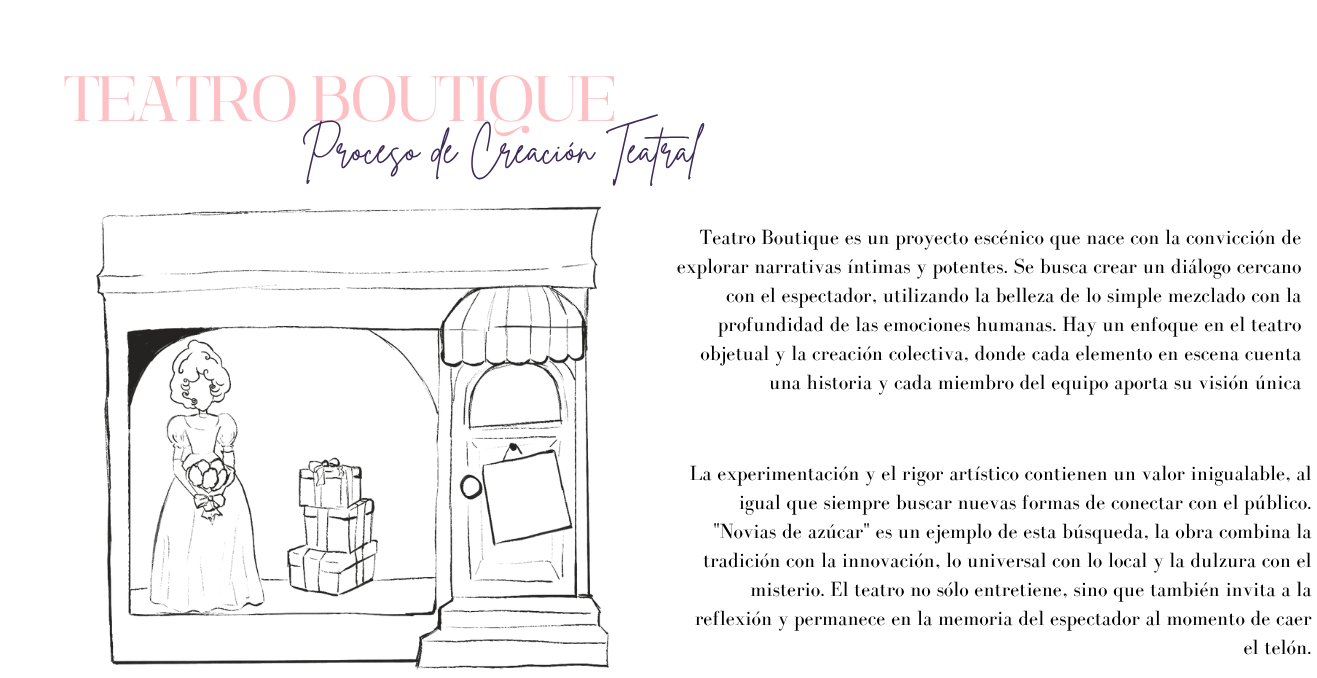 TEATRO BOUTIQUE
Proceso de Creación Teatral
Teatro Boutique es un proyecto escénico que nace con la convicción de
explorar narrativas íntimas y potentes. Se busca crear un diálogo cercano
con el espectador, utilizando la belleza de lo simple mezclado con la
profundidad de las emociones humanas. Hay un enfoque en el teatro
objetual y la creación colectiva, donde cada elemento en escena cuenta
una historia y cada miembro del equipo aporta su visión única
La experimentación y el rigor artístico contienen un valor inigualable, al
igual que siempre buscar nuevas formas de conectar con el público.
"Novias de azúcar" es un ejemplo de esta búsqueda, la obra combina la
tradición con la innovación, lo universal con lo local y la dulzura con el
misterio. El teatro no sólo entretiene, sino que también invita a la
reflexión y permanece en la memoria del espectador al momento de caer
el telón.